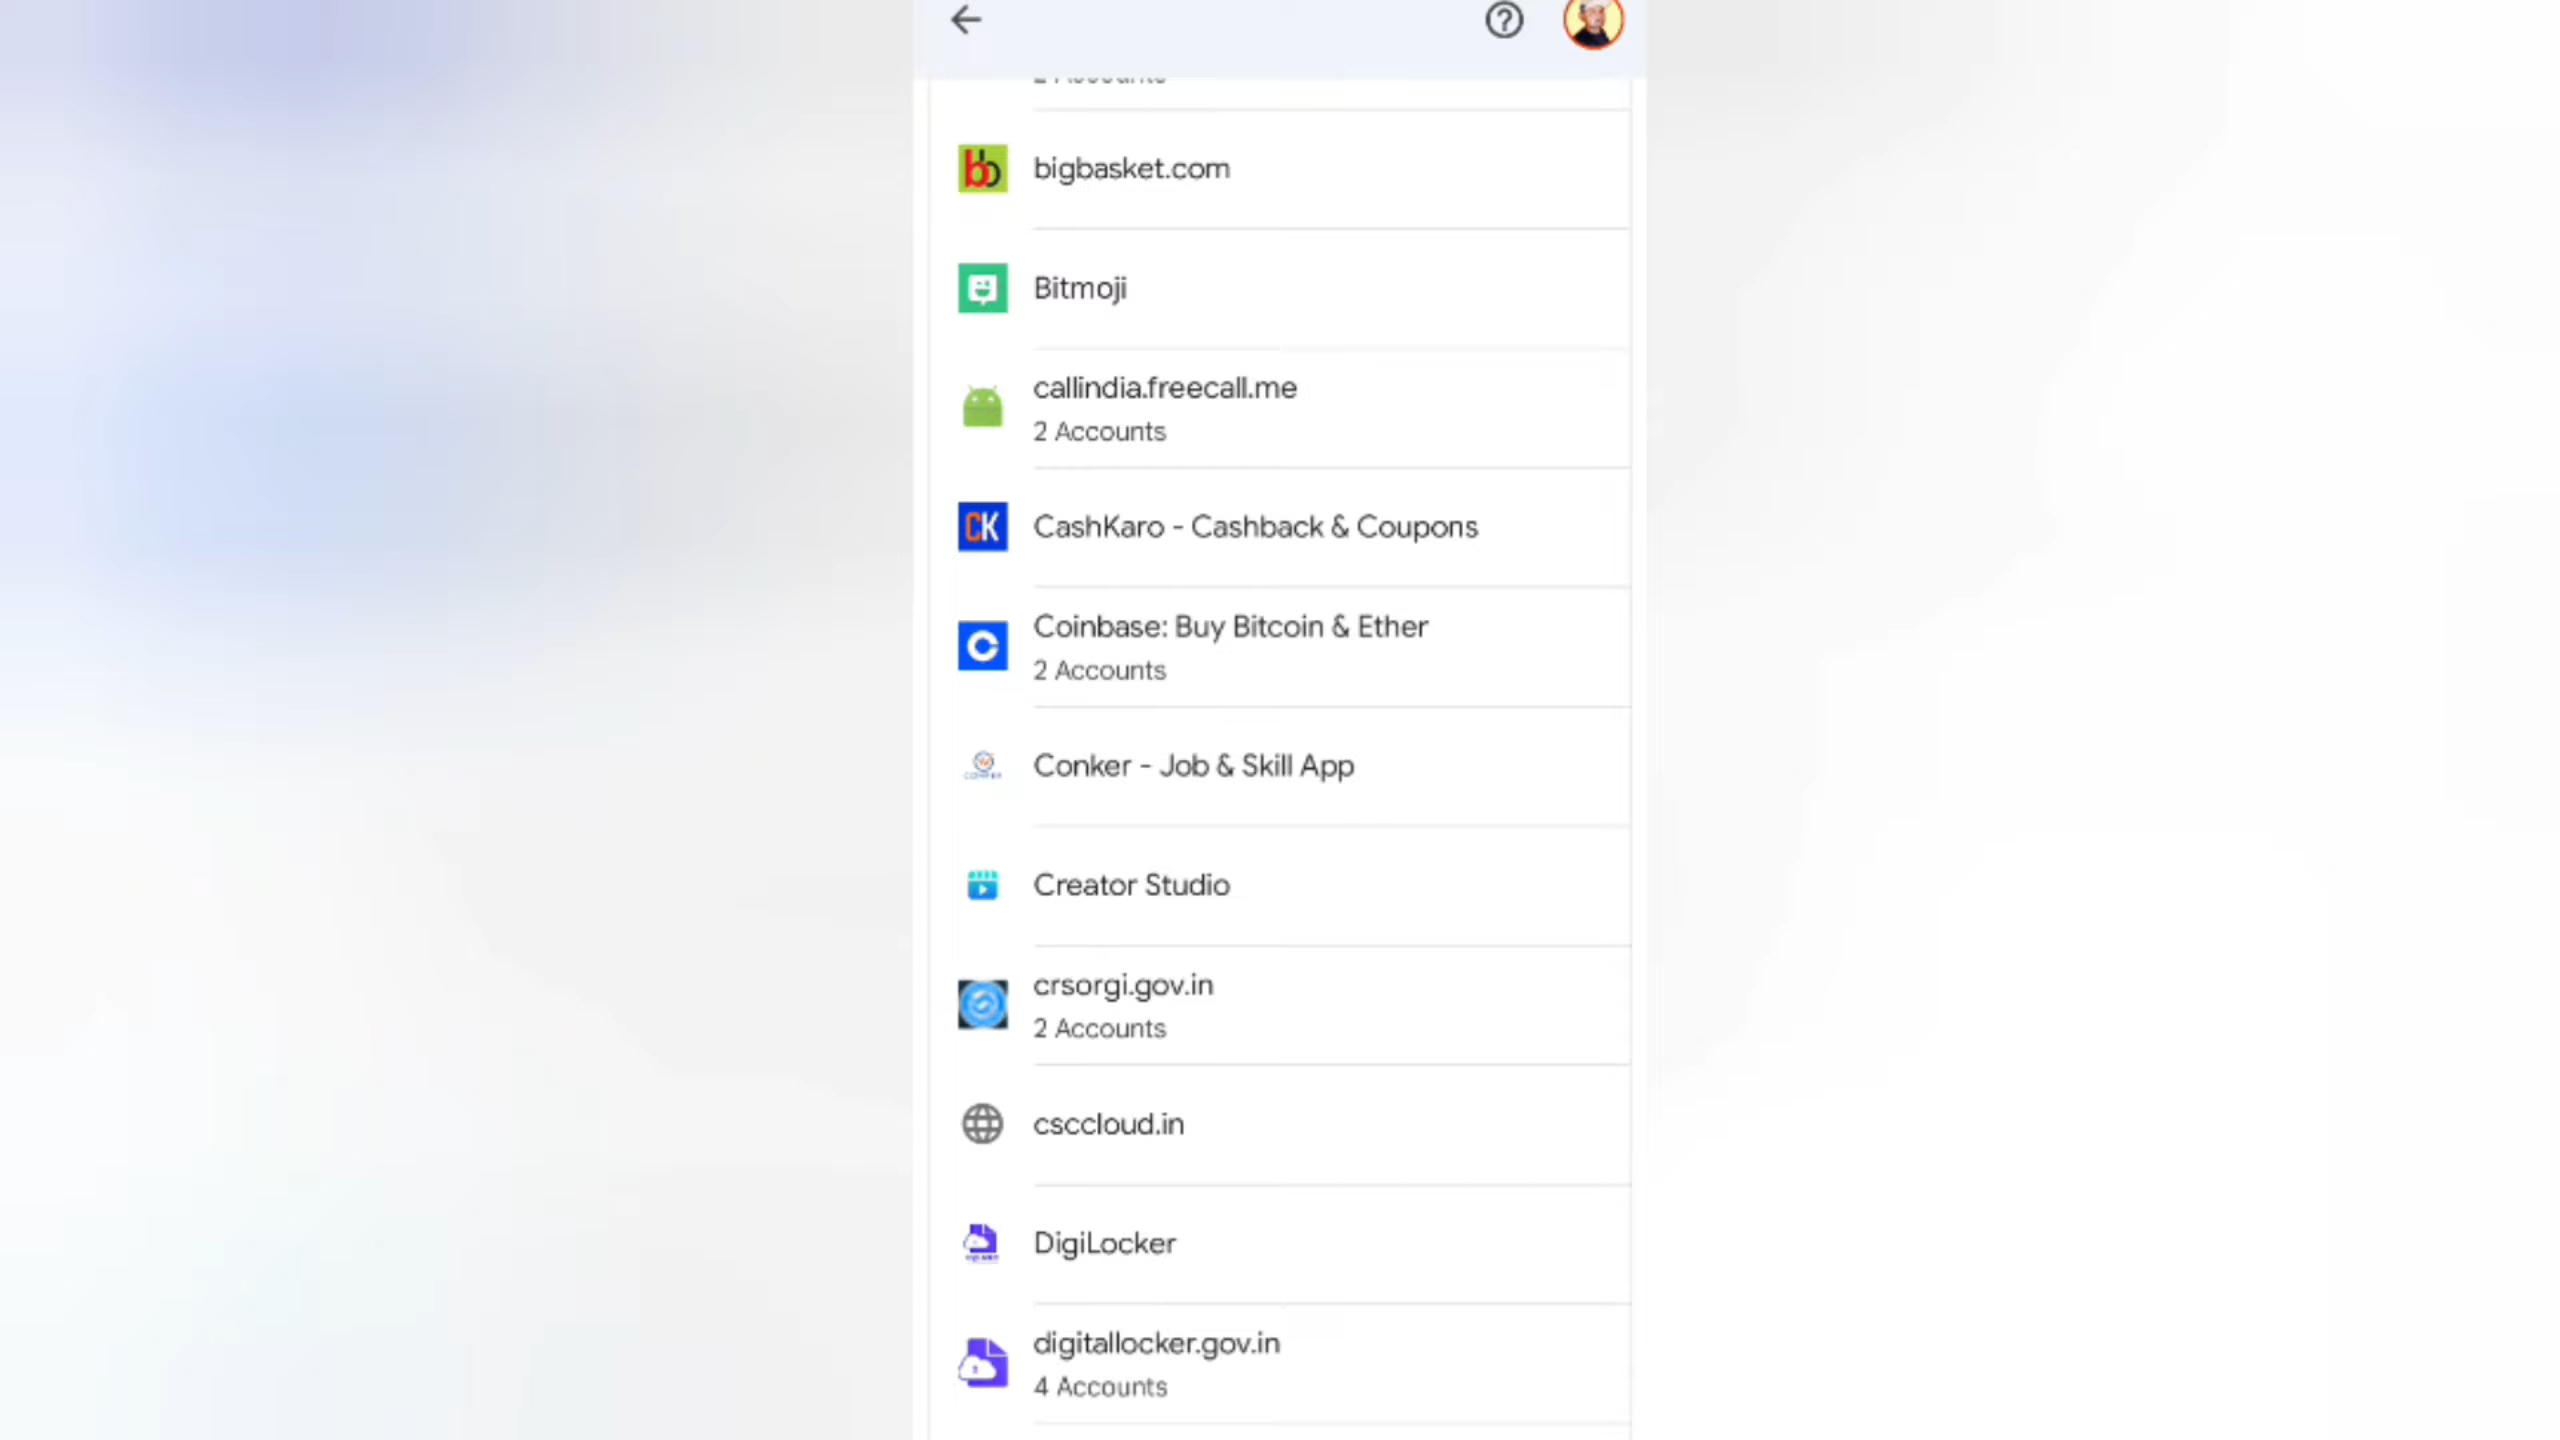 bigbasket.com
Bitmoji
callindia.freecall.me
2 Accounts
CK CashKaro - Cashback & Coupons
Coinbase: Buy Bitcoin & Ether
2 Accounts
Conker - Job & Skill App
Creator Studio
crsorgi.gov.in
2 Accounts
csccloud.in
DigiLocker
digitallocker.gov.in
4 Accounts